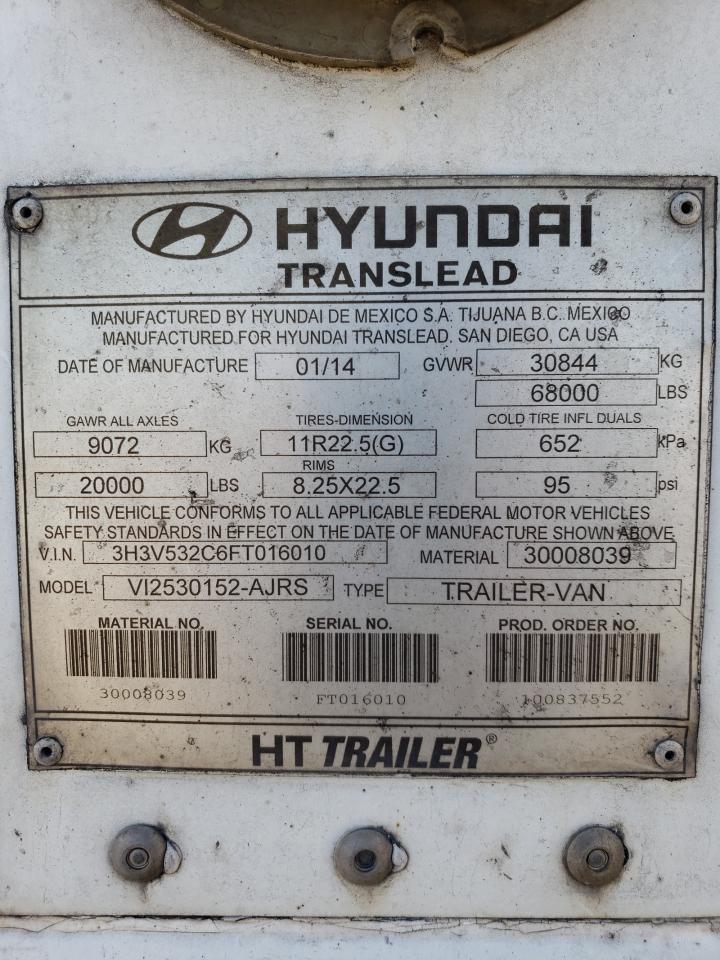 HYUNDAI
TRANSLEAD
MANUFACTURED BY HYUNDAI DE MEXICO S.A. TIJUANA B.C. MEXICO
MANUFACTURED FOR HYUNDAI TRANSLEAD, SAN DIEGO, CA USA
DATE OF MANUFACTURE 01/14 GVWR 30844 KG
68000 LBS
GAWR ALL AXLES TIRES-DIMENSION COLD TIRE INFL DUALS
9072 KG 11R22.5(G) 652 kPa
RIMS
20000 LBS 8.25X22.5 95 psi
THIS VEHICLE CONFORMS TO ALL APPLICABLE FEDERAL MOTOR VEHICLES
SAFETY STANDARDS IN EFFECT ON THE DATE OF MANUFACTURE SHOWN ABOVE
V.I.N. 3H3V532C6FT016010 MATERIAL 30008039
MODEL VI2530152-AJRS TYPE TRAILER-VAN
MATERIAL NO. SERIAL NO. PROD. ORDER NO.
30008039 FT016010 100837552
HT TRAILER®